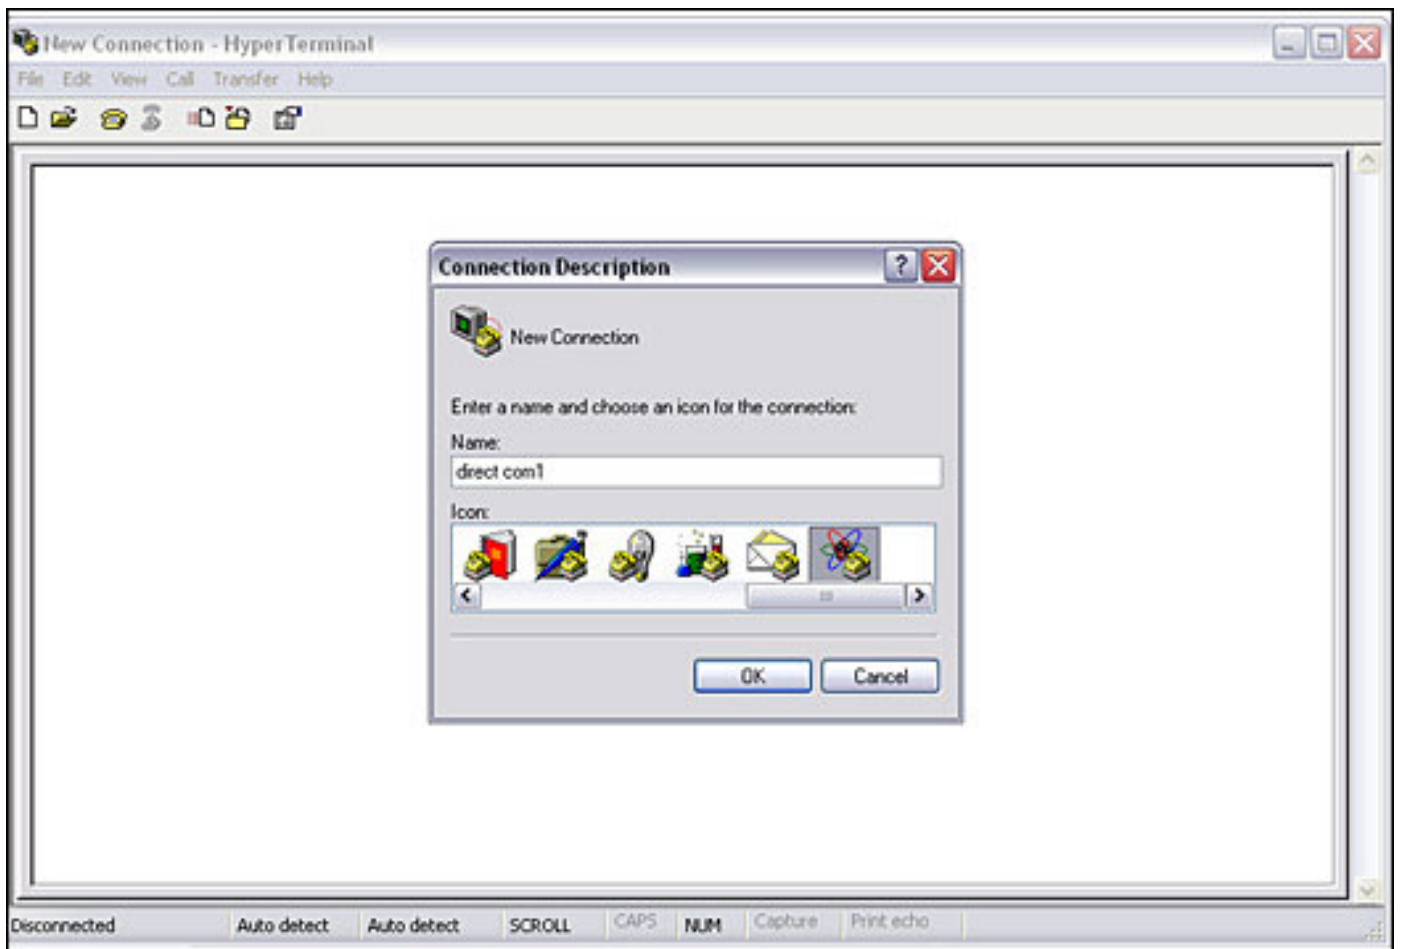 New Connection - HyperTerminal
File Edit View Call Transfer Help
Connection Description
New Connection
Enter a name and choose an icon for the connection:
Name:
direct com1
Icon:
OK Cancel
Disconnected Auto detect Auto detect SCROLL CAPS NUM Capture Print echo